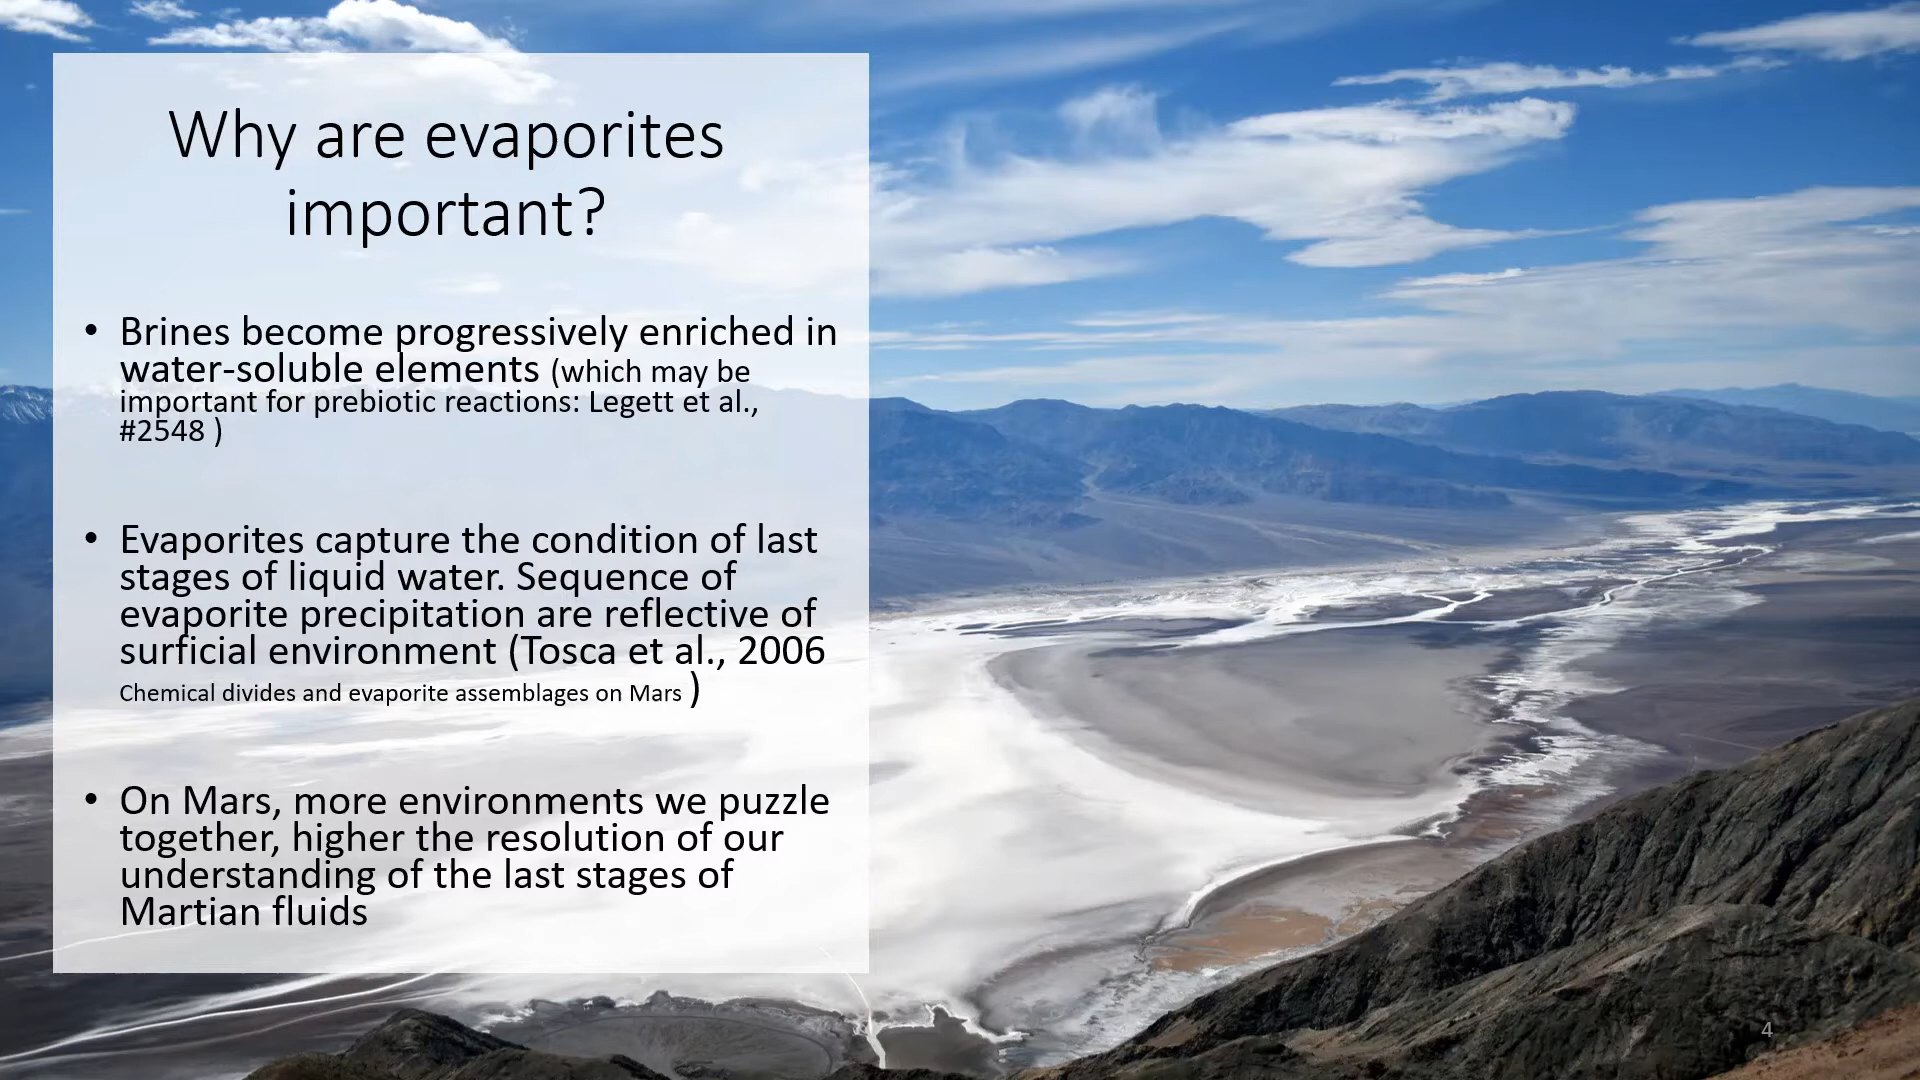 Why are evaporites
important?
• Brines become progressively enriched in
water-soluble elements (which may be
important for prebiotic reactions: Legett et al.,
#2548 )
• Evaporites capture the condition of last
stages of liquid water. Sequence of
evaporite precipitation are reflective of
surficial environment (Tosca et al., 2006
Chemical divides and evaporite assemblages on Mars )
• On Mars, more environments we puzzle
together, higher the resolution of our
understanding of the last stages of
Martian fluids
4